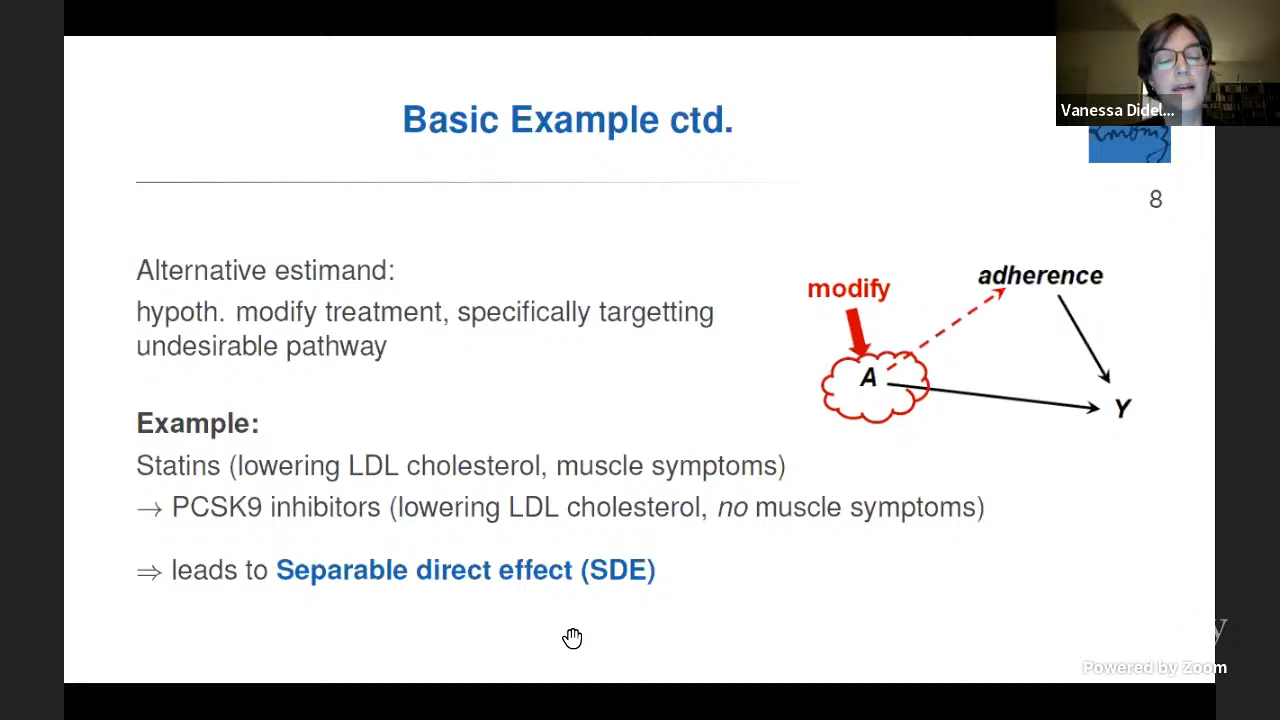 Basic Example ctd.
Vanessa Didel...
8
Alternative estimand:
hypoth. modify treatment, specifically targetting
undesirable pathway
modify
adherence
A
Y
Example:
Statins (lowering LDL cholesterol, muscle symptoms)
→ PCSK9 inhibitors (lowering LDL cholesterol, no muscle symptoms)
⇒ leads to Separable direct effect (SDE)
Powered by Zoom